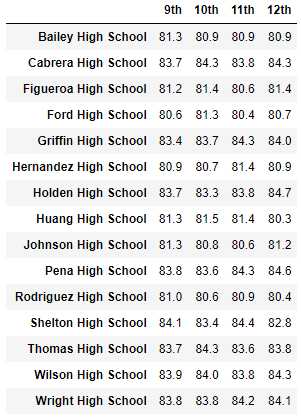 9th 10th 11th 12th
Bailey High School 81.3 80.9 80.9 80.9
Cabrera High School 83.7 84.3 83.8 84.3
Figueroa High School 81.2 81.4 80.6 81.4
Ford High School 80.6 81.3 80.4 80.7
Griffin High School 83.4 83.7 84.3 84.0
Hernandez High School 80.9 80.7 81.4 80.9
Holden High School 83.7 83.3 83.8 84.7
Huang High School 81.3 81.5 81.4 80.3
Johnson High School 81.3 80.8 80.6 81.2
Pena High School 83.8 83.6 84.3 84.6
Rodriguez High School 81.0 80.6 80.9 80.4
Shelton High School 84.1 83.4 84.4 82.8
Thomas High School 83.7 84.3 83.6 83.8
Wilson High School 83.9 84.0 83.8 84.3
Wright High School 83.8 83.8 84.2 84.1